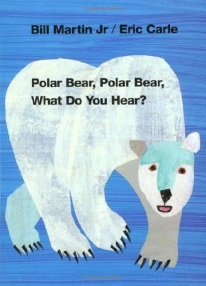 Bill Martin Jr / Eric Carle
Polar Bear, Polar Bear,
What Do You Hear?